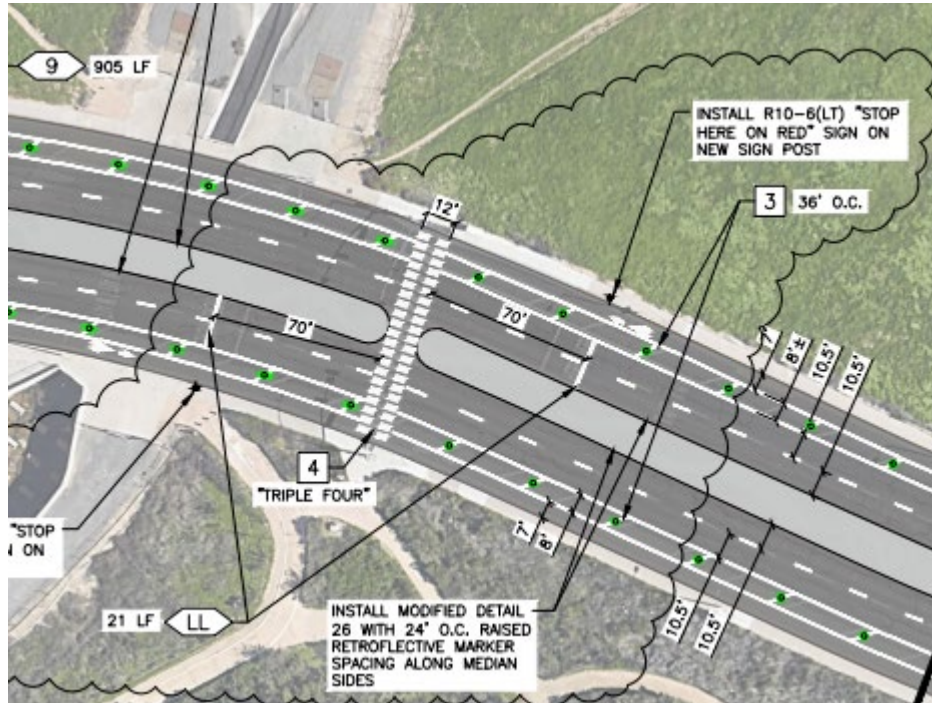 9 905 LF
INSTALL R10-6(LT) "STOP
HERE ON RED" SIGN ON
NEW SIGN POST
3 36' O.C.
12'
70'
70'
7'
8'±
10.5'
10.5'
4
"TRIPLE FOUR"
7'
8'
10.5'
10.5'
"STOP
N ON
21 LF LL
INSTALL MODIFIED DETAIL
26 WITH 24' O.C. RAISED
RETROFLECTIVE MARKER
SPACING ALONG MEDIAN
SIDES